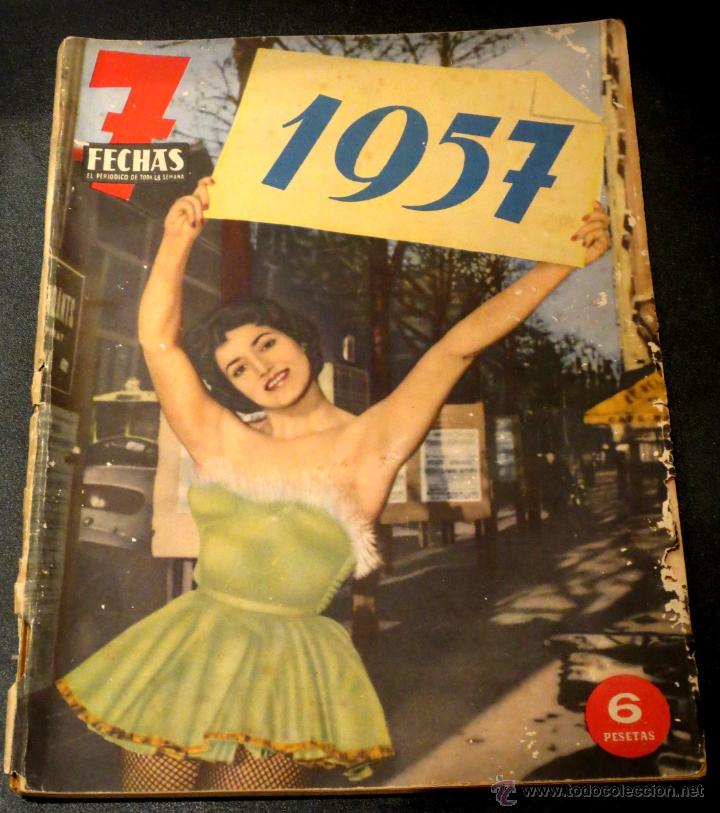 7
FECHAS
EL PERIODICO DE TODA LA SEMANA
1957
6
PESETAS
© www.todocoleccion.net